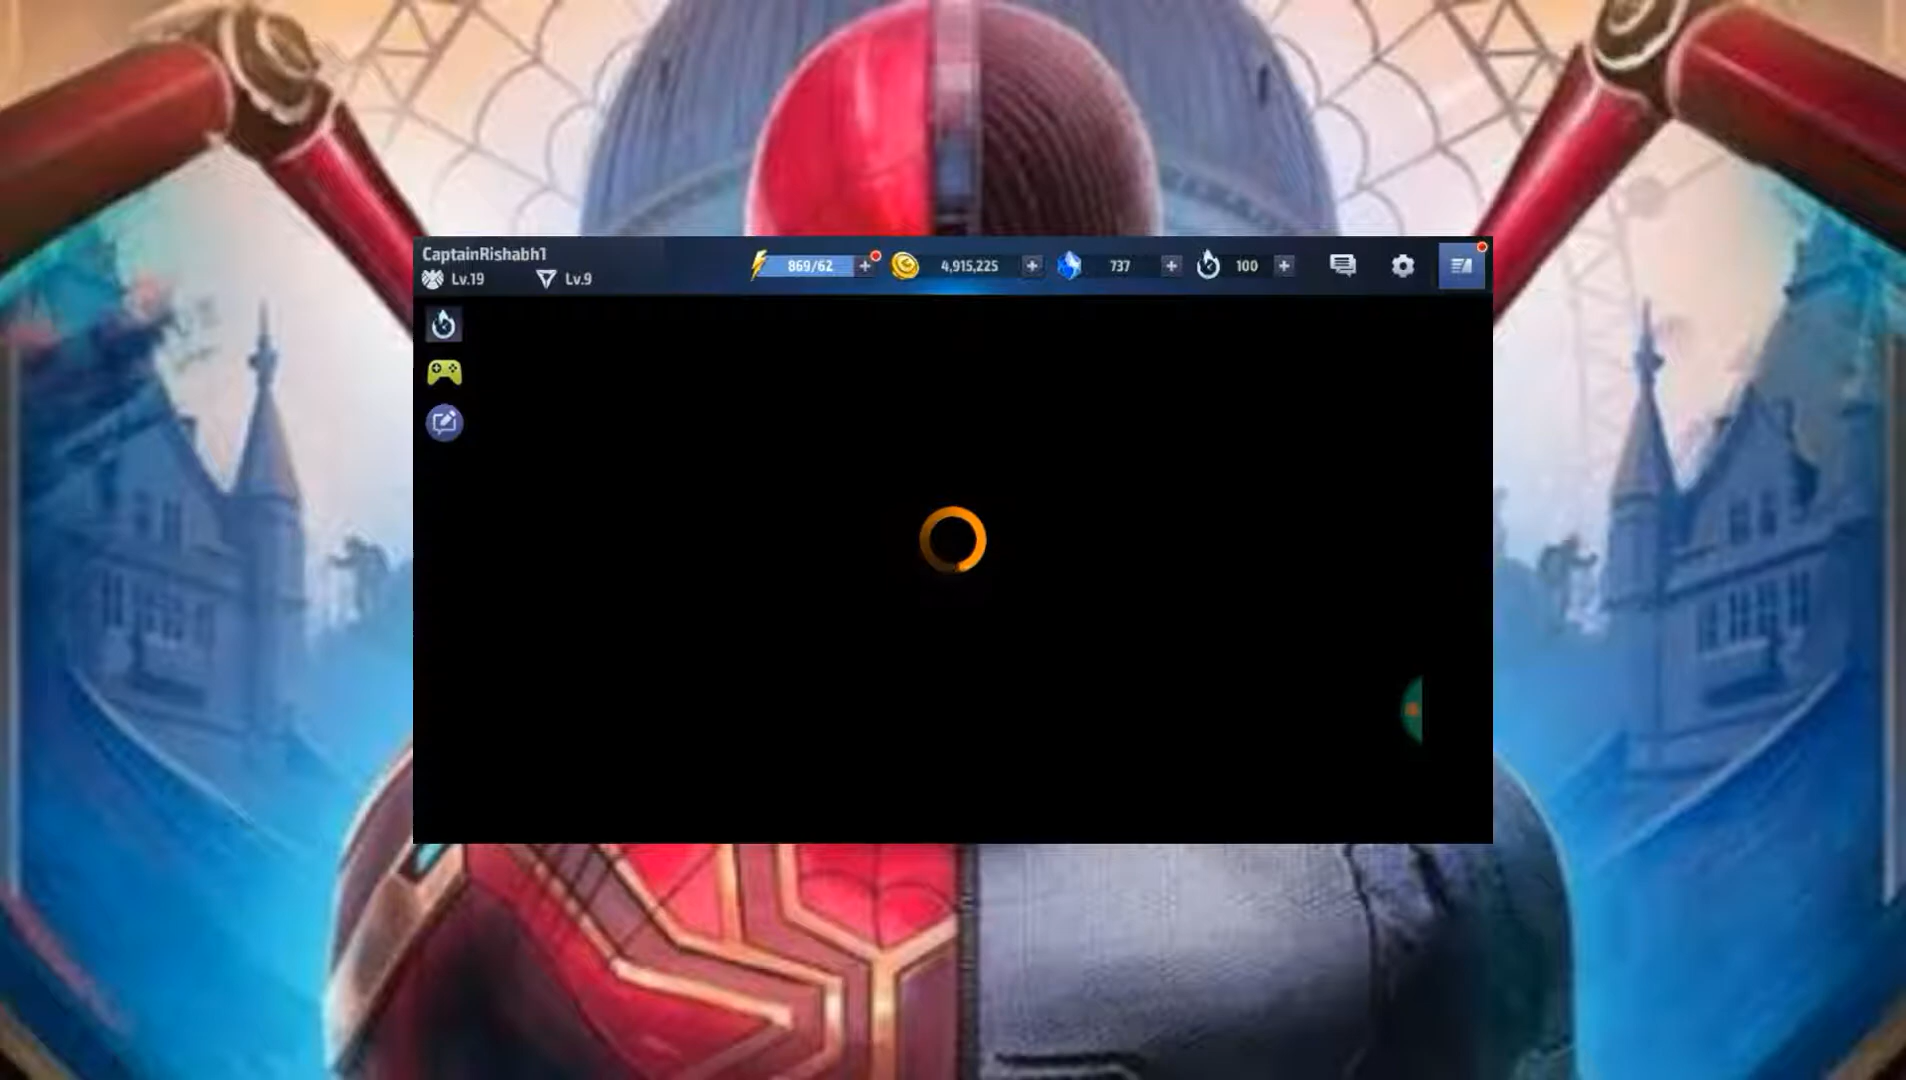 CaptainRishabh1
Lv.19 Lv.9
869/62 + 4,915,225 + 737 + 100 +